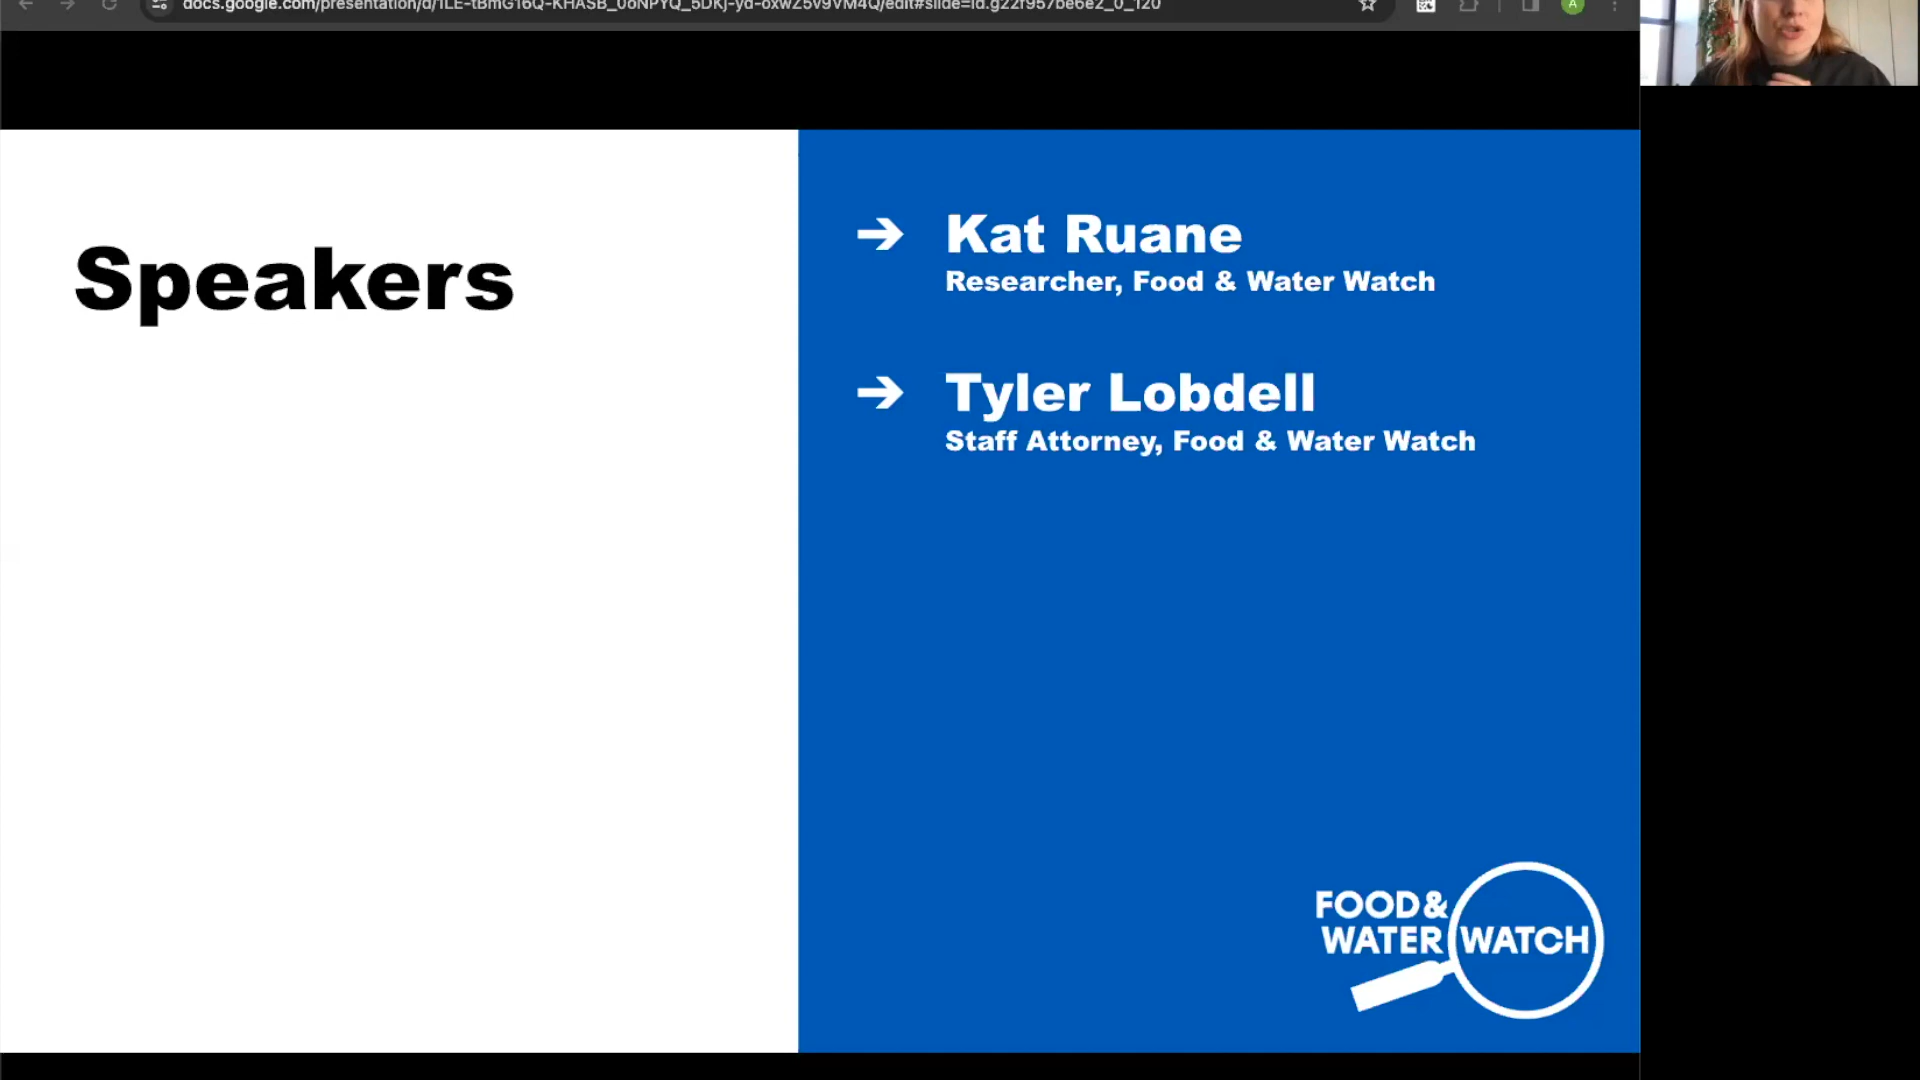 Speakers
➔ Kat Ruane
Researcher, Food & Water Watch
➔ Tyler Lobdell
Staff Attorney, Food & Water Watch
FOOD&
WATER WATCH
A